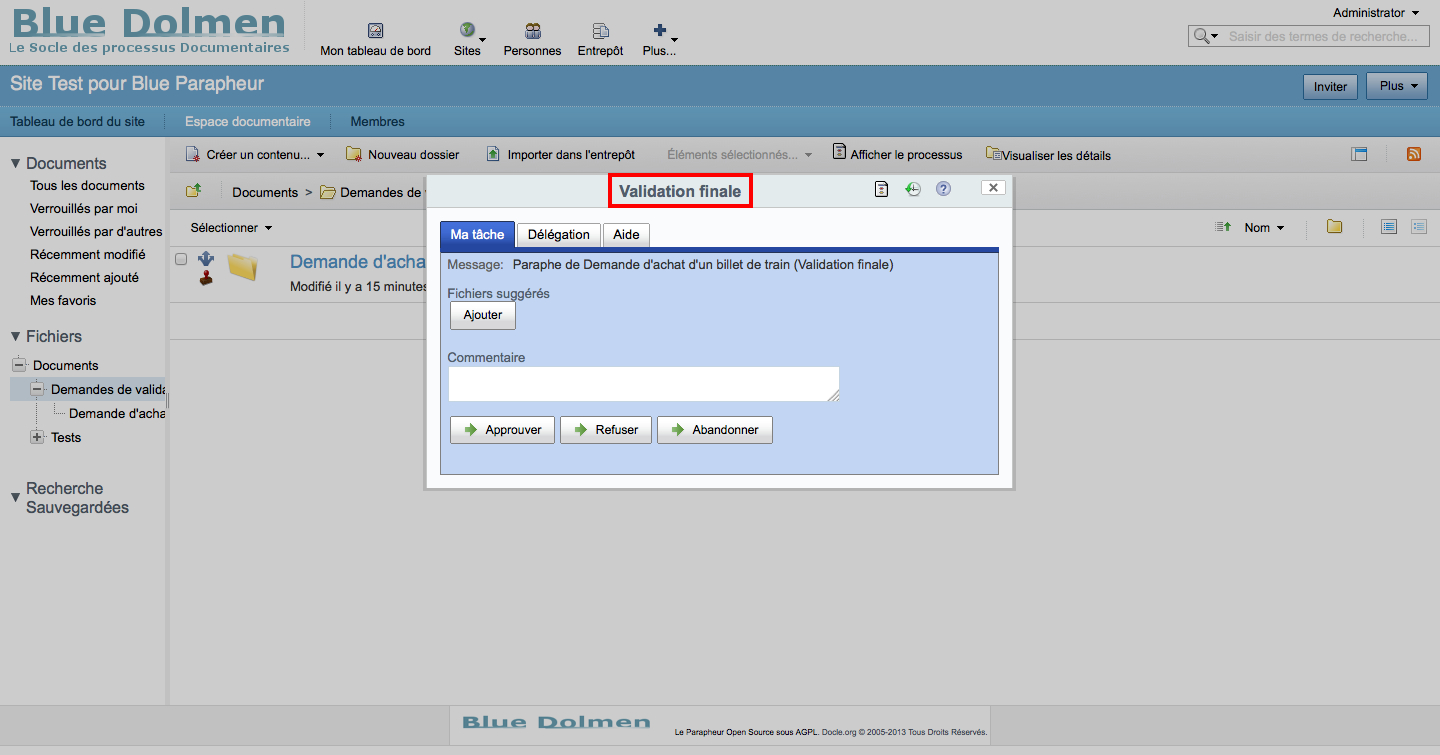 Blue Dolmen
Le Socle des processus Documentaires
Mon tableau de bord
Sites
Personnes
Entrepôt
Plus...
Administrator
Saisir des termes de recherche...
Site Test pour Blue Parapheur
Inviter
Plus
Tableau de bord du site
Espace documentaire
Membres
Documents
Tous les documents
Verrouillés par moi
Verrouillés par d'autres
Récemment modifié
Récemment ajouté
Mes favoris
Fichiers
Documents
Demandes de valida
Demande d'acha
Tests
Recherche
Sauvegardées
Créer un contenu...
Nouveau dossier
Importer dans l'entrepôt
Éléments sélectionnés...
Afficher le processus
Visualiser les détails
Documents > Demandes de
Sélectionner
Nom
Demande d'acha
Modifié il y a 15 minutes
Validation finale
Ma tâche
Délégation
Aide
Message: Paraphe de Demande d'achat d'un billet de train (Validation finale)
Fichiers suggérés
Ajouter
Commentaire
Approuver
Refuser
Abandonner
Blue Dolmen
Le Parapheur Open Source sous AGPL. Docle.org © 2005-2013 Tous Droits Réservés.